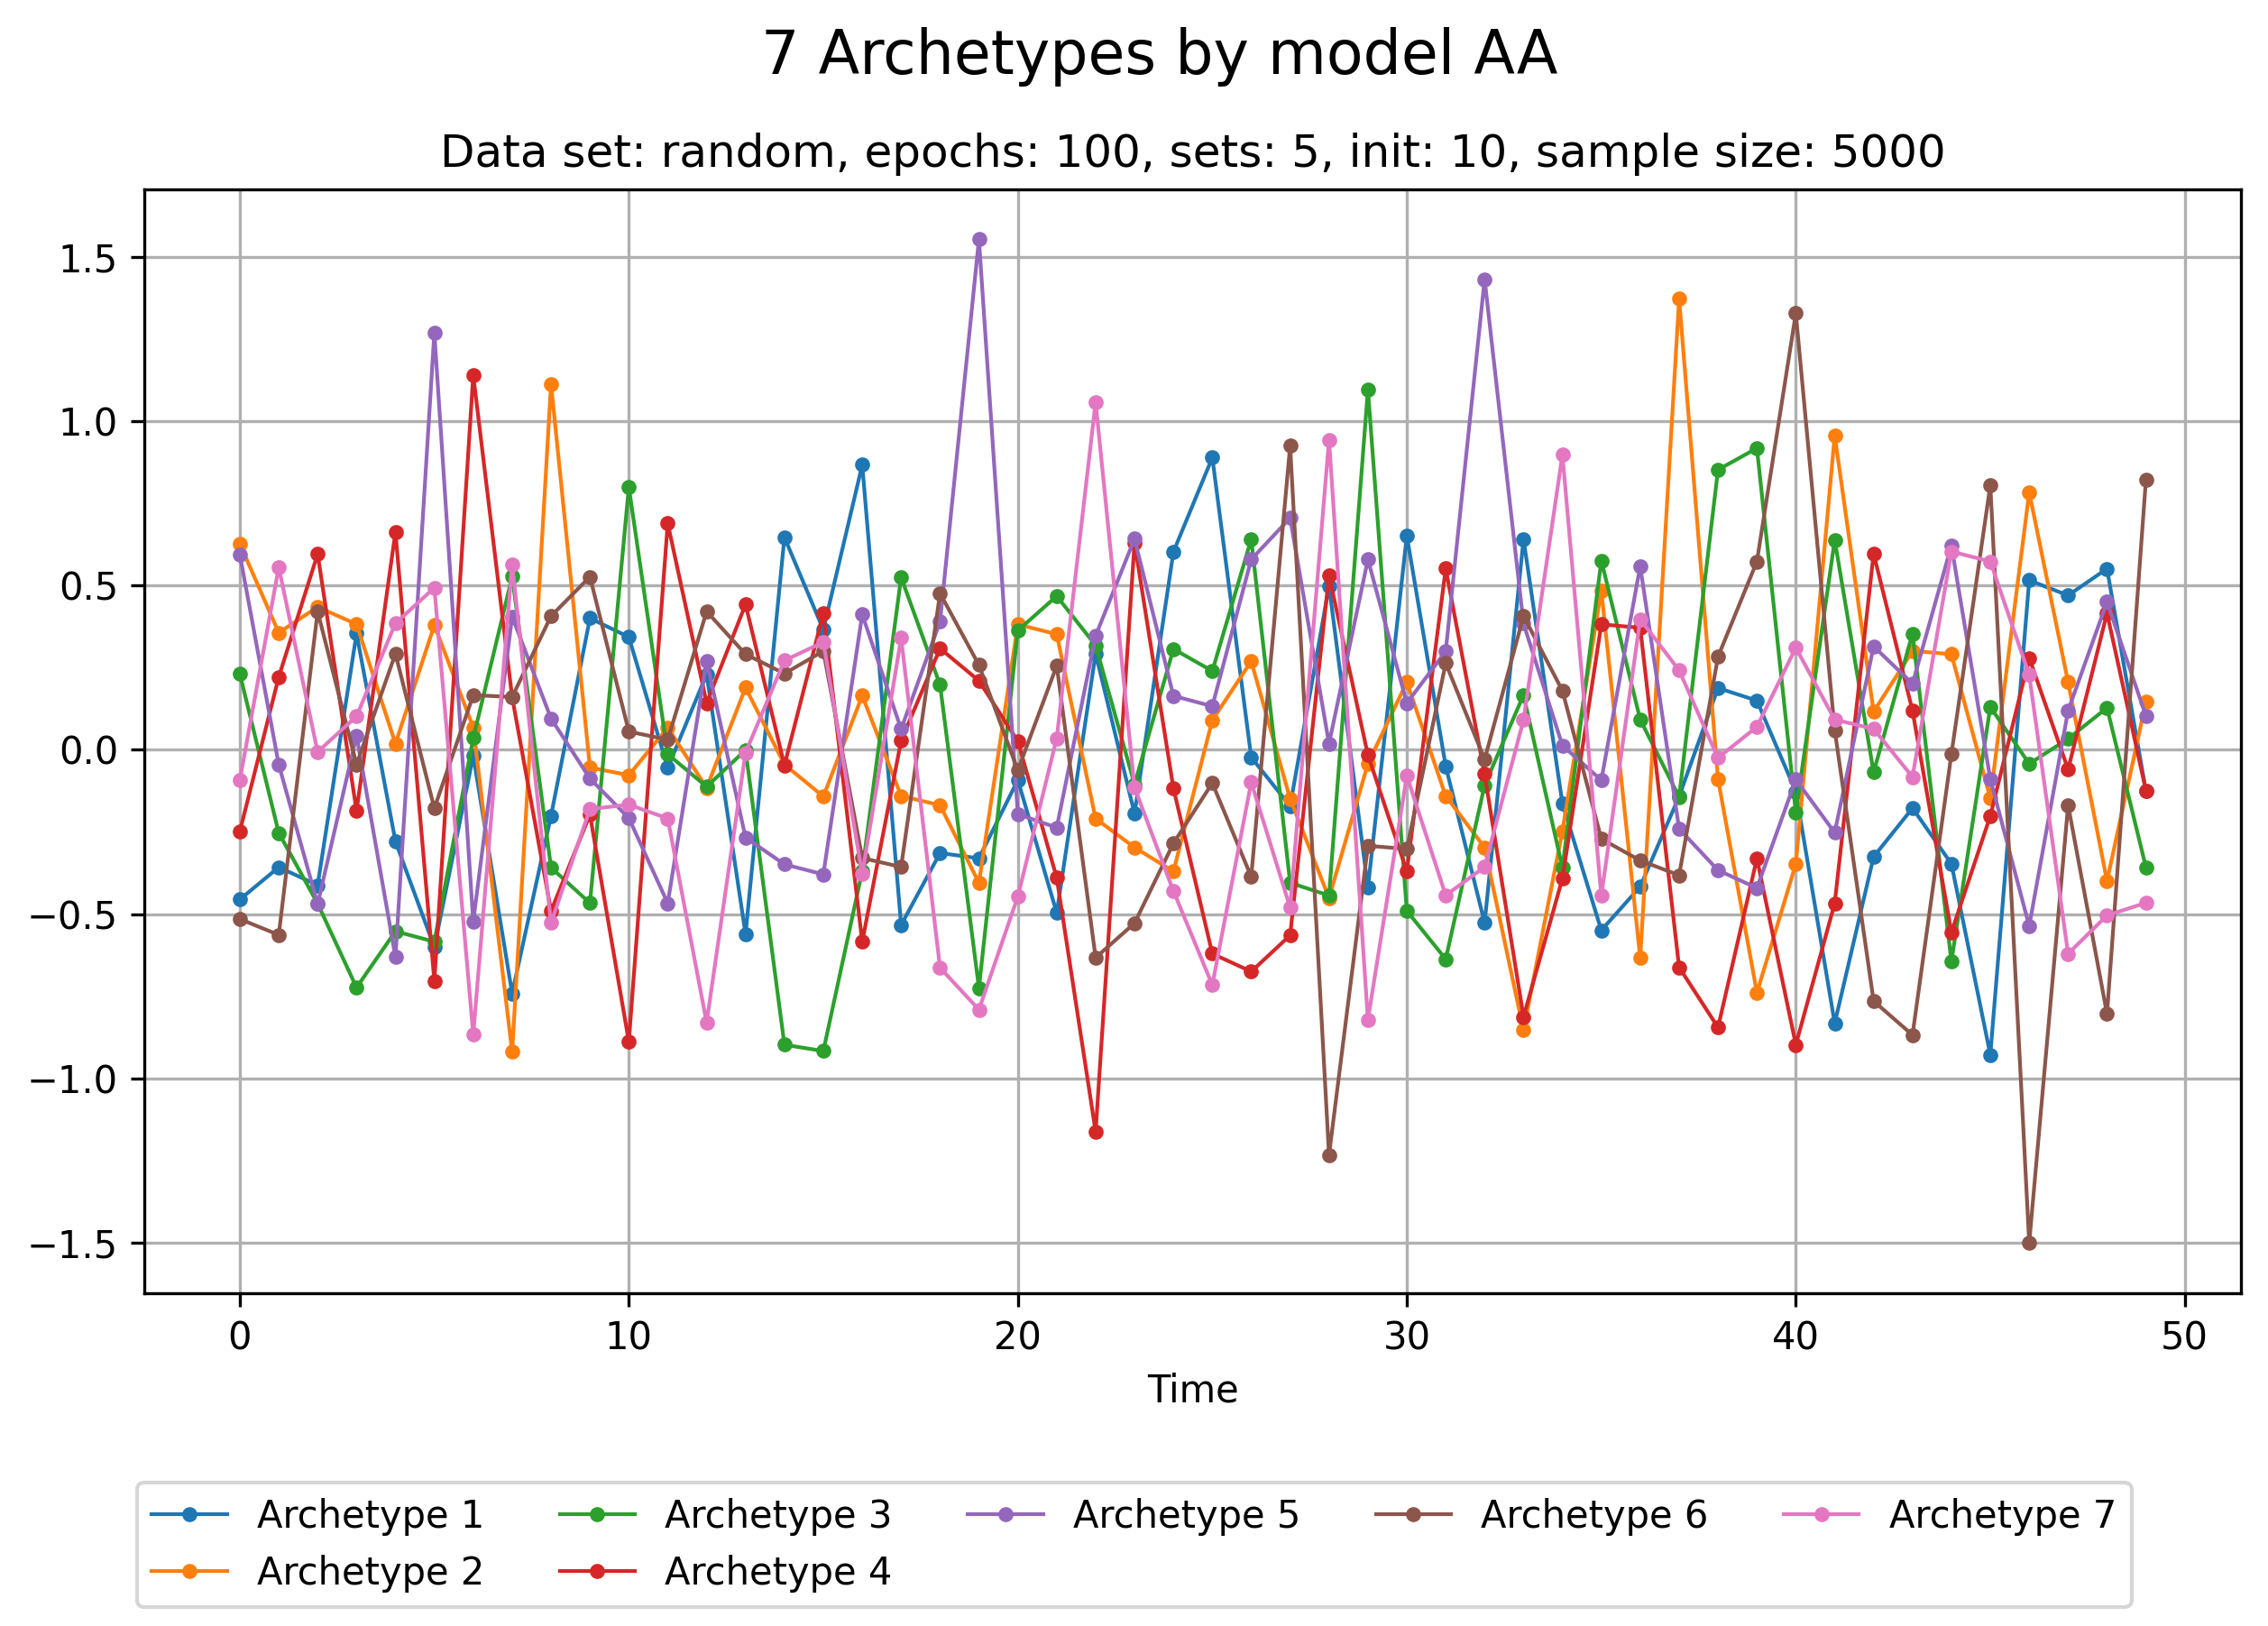 7 Archetypes by model AA
Data set: random, epochs: 100, sets: 5, init: 10, sample size: 5000
1.5
1.0
0.5
0.0
−0.5
−1.0
−1.5
0 10 20 30 40 50
Time
Archetype 1 Archetype 3 Archetype 5 Archetype 6 Archetype 7
Archetype 2 Archetype 4